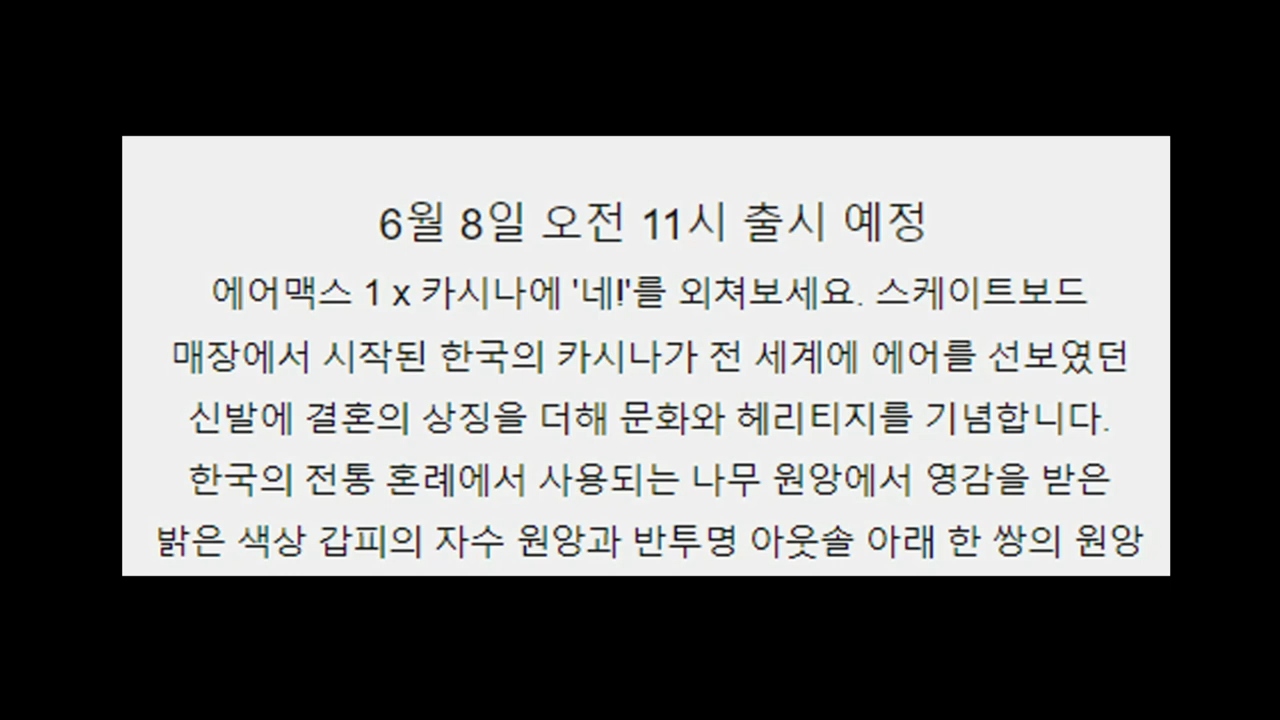 6월 8일 오전 11시 출시 예정
에어맥스 1 x 카시나에 '네!'를 외쳐보세요. 스케이트보드
매장에서 시작된 한국의 카시나가 전 세계에 에어를 선보였던
신발에 결혼의 상징을 더해 문화와 헤리티지를 기념합니다.
한국의 전통 혼례에서 사용되는 나무 원앙에서 영감을 받은
밝은 색상 갑피의 자수 원앙과 반투명 아웃솔 아래 한 쌍의 원앙